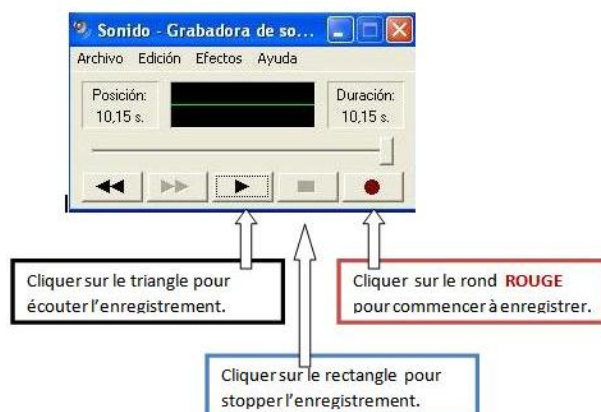 Sonido - Grabadora de so...
Archivo Edición Efectos Ayuda
Posición:
10,15 s.
Duración:
10,15 s.
Cliquer sur le triangle pour
écouter l'enregistrement.
Cliquer sur le rond ROUGE
pour commencer à enregistrer.
Cliquer sur le rectangle pour
stopper l'enregistrement.